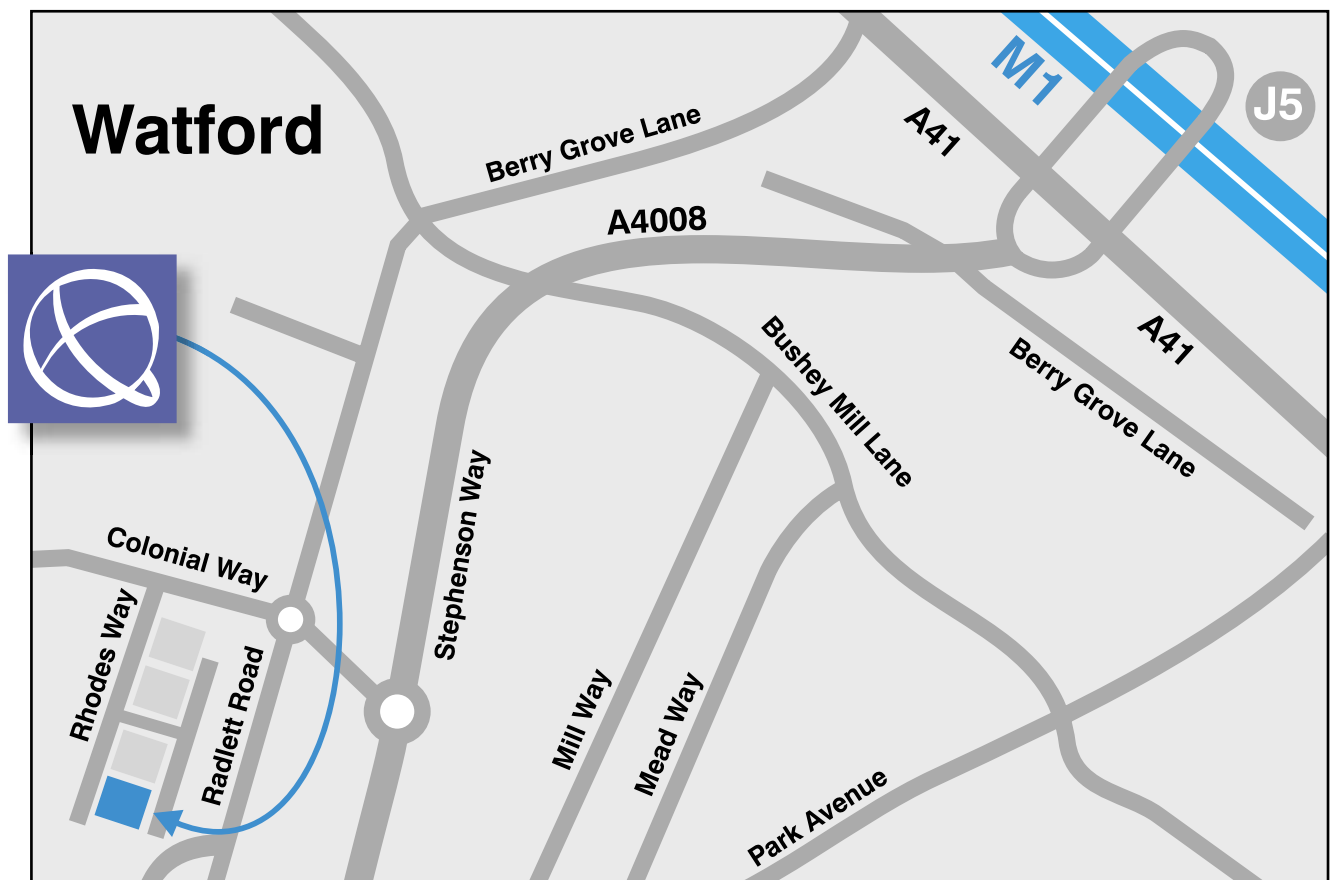 M1
J5
Watford
A41
Berry Grove Lane
A4008
A41
Bushey Mill Lane
Berry Grove Lane
Stephenson Way
Colonial Way
Rhodes Way
Radlett Road
Mill Way
Mead Way
Park Avenue